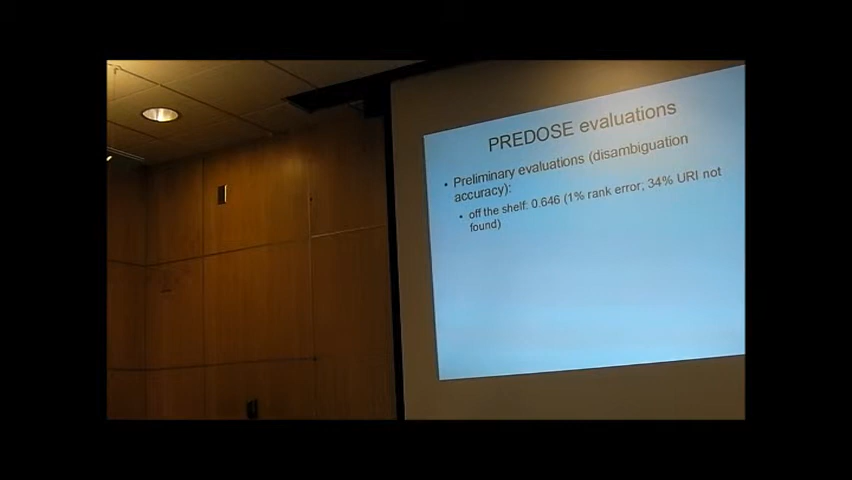 PREDOSE evaluations
• Preliminary evaluations (disambiguation
accuracy):
• off the shelf: 0.646 (1% rank error, 34% URI not
found)